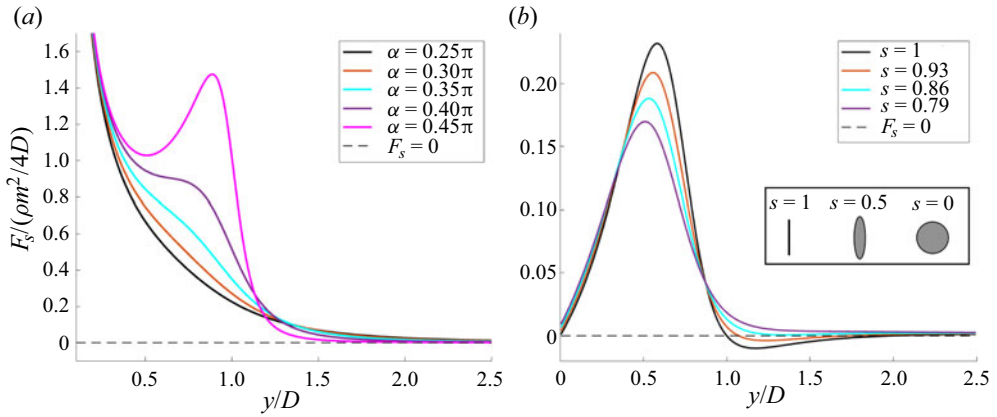 (a)
1.6
1.4
1.2
1.0
0.8
0.6
0.4
0.2
0
F_s/(ρm²/4D)
α = 0.25π
α = 0.30π
α = 0.35π
α = 0.40π
α = 0.45π
F_s = 0
0.5 1.0 1.5 2.0 2.5
y/D
(b)
0.20
0.15
0.10
0.05
0
s = 1
s = 0.93
s = 0.86
s = 0.79
F_s = 0
s = 1 s = 0.5 s = 0
0 0.5 1.0 1.5 2.0 2.5
y/D